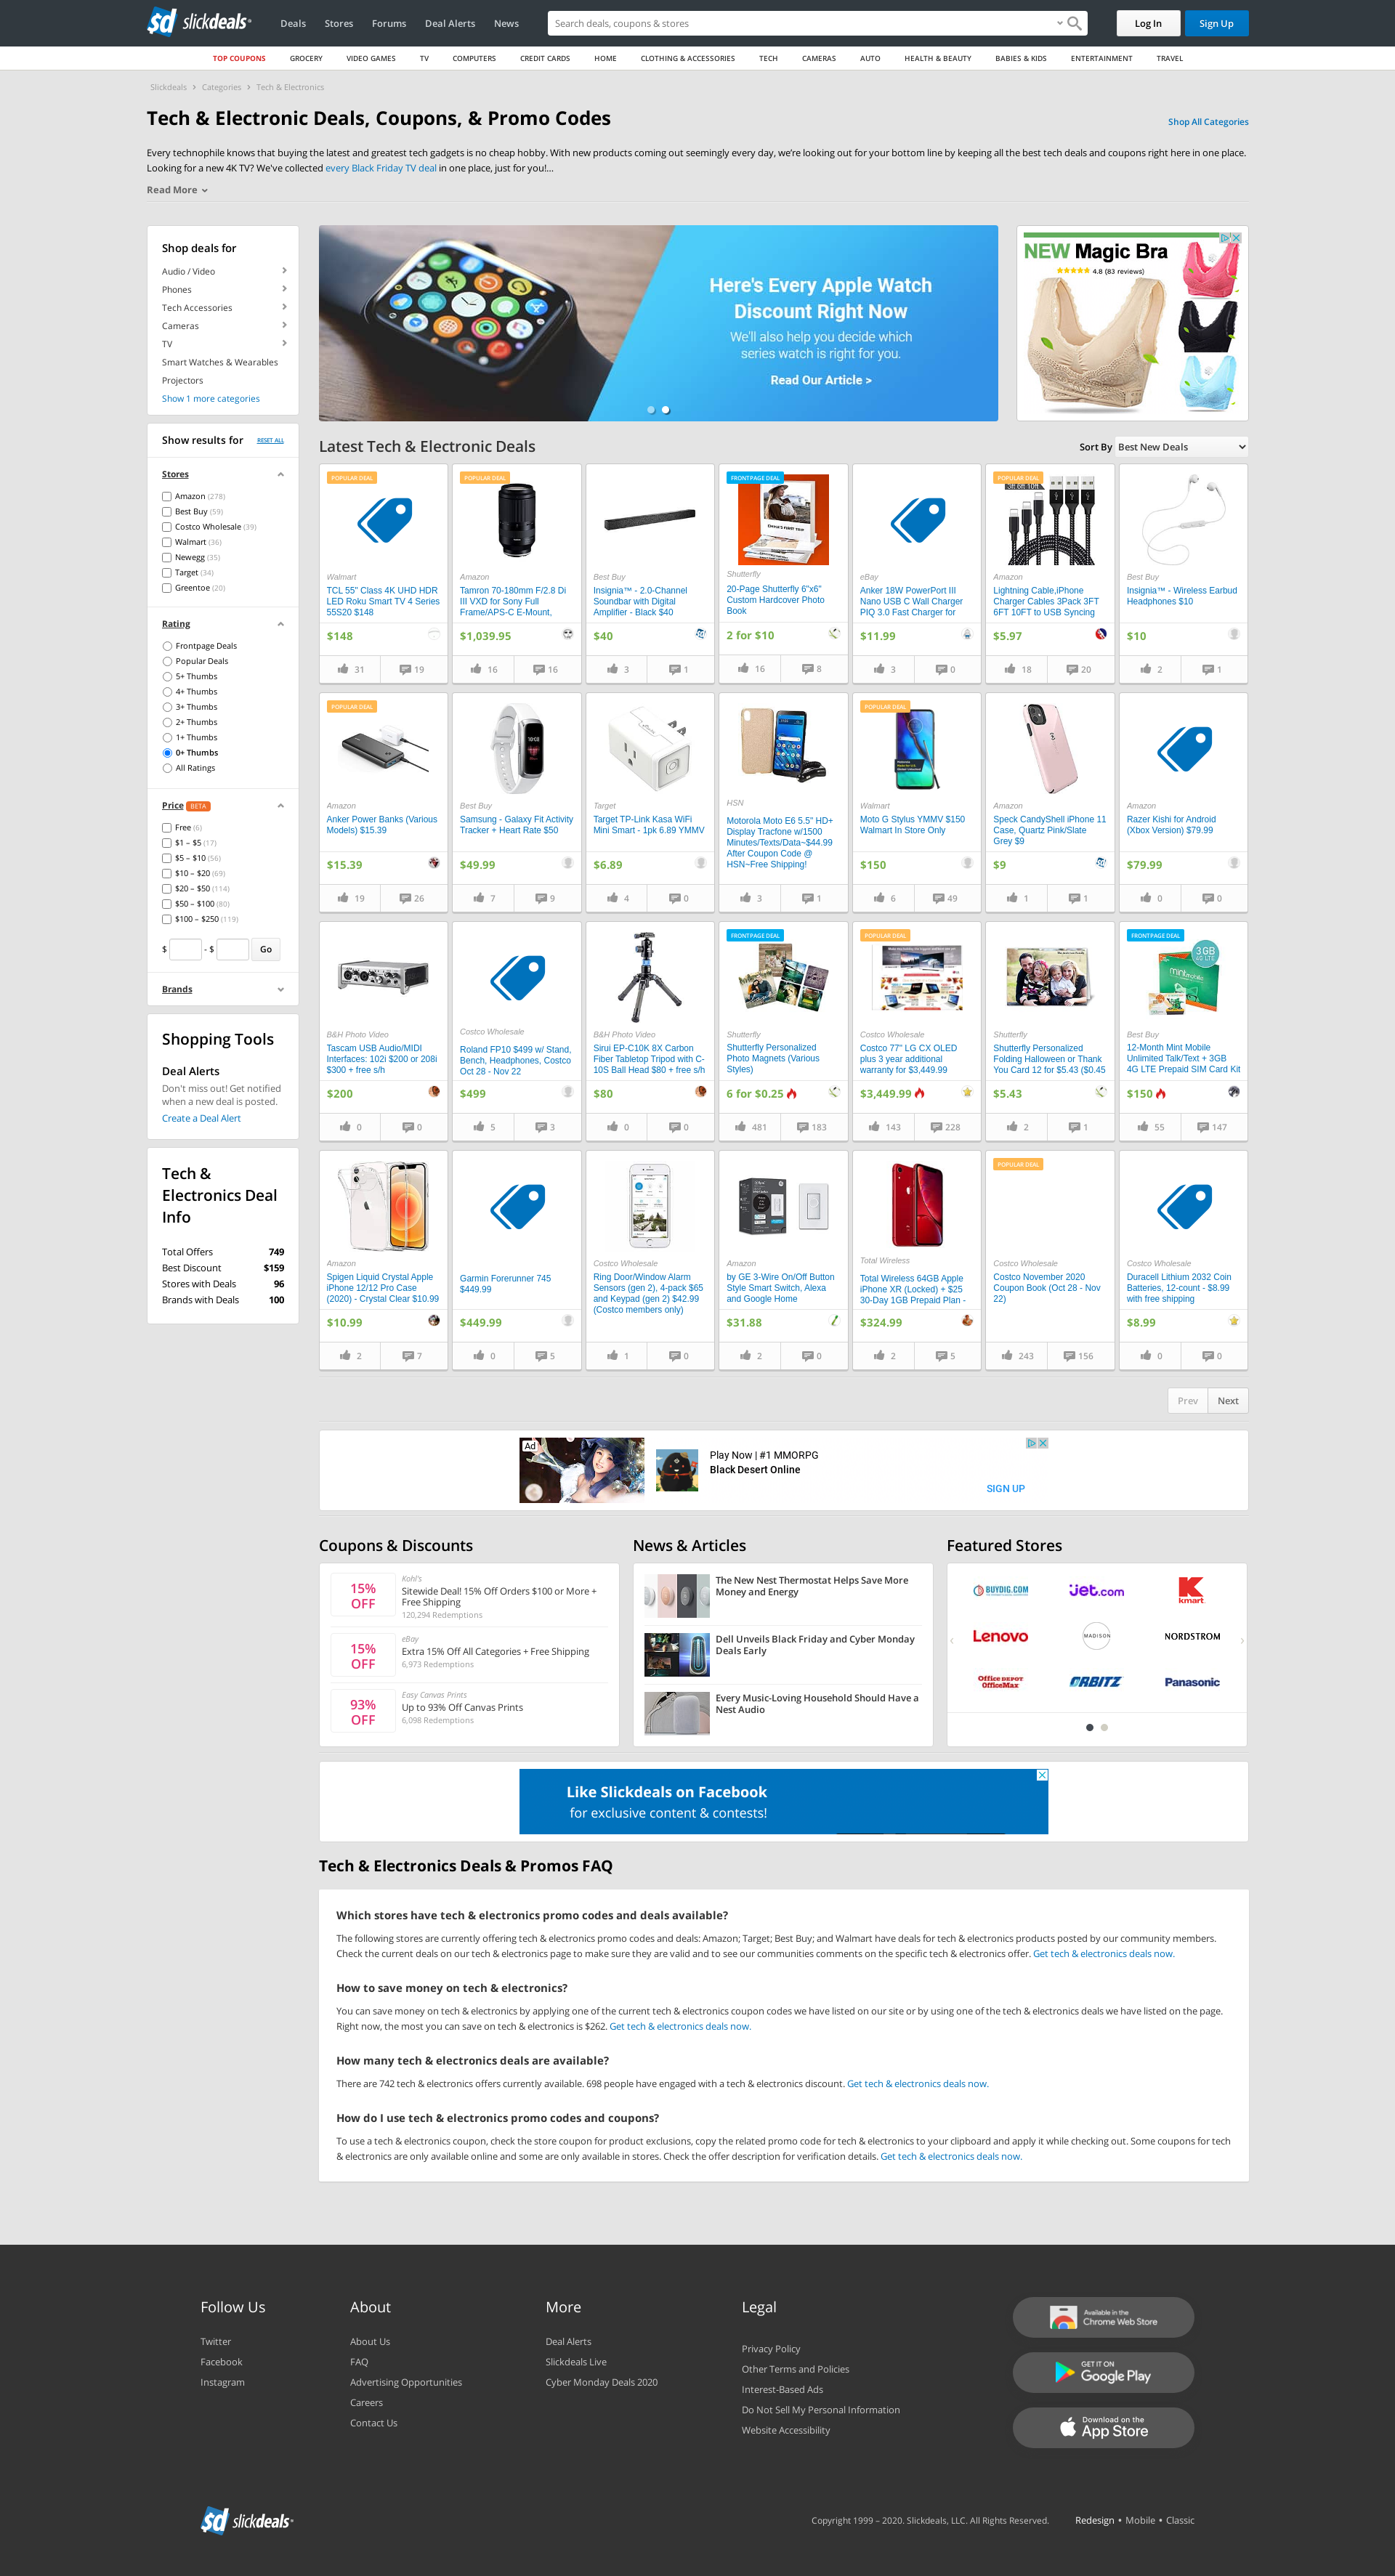 sd slickdeals
Deals Stores Forums Deal Alerts News
Search deals, coupons & stores
Log In Sign Up
TOP COUPONS GROCERY VIDEO GAMES TV COMPUTERS CREDIT CARDS HOME CLOTHING & ACCESSORIES TECH CAMERAS AUTO HEALTH & BEAUTY BABIES & KIDS ENTERTAINMENT TRAVEL
Slickdeals › Categories › Tech & Electronics
Tech & Electronic Deals, Coupons, & Promo Codes
Shop All Categories
Every technophile knows that buying the latest and greatest tech gadgets is no cheap hobby. With new products coming out seemingly every day, we’re looking out for your bottom line by keeping all the best tech deals and coupons right here in one place.
Looking for a new 4K TV? We've collected every Black Friday TV deal in one place, just for you!...
Read More
Shop deals for
Audio / Video
Phones
Tech Accessories
Cameras
TV
Smart Watches & Wearables
Projectors
Show 1 more categories
Show results for RESET ALL
Stores
Amazon (278)
Best Buy (59)
Costco Wholesale (39)
Walmart (36)
Newegg (35)
Target (34)
Greentoe (20)
Rating
Frontpage Deals
Popular Deals
5+ Thumbs
4+ Thumbs
3+ Thumbs
2+ Thumbs
1+ Thumbs
0+ Thumbs
All Ratings
Price BETA
Free (6)
$1 – $5 (17)
$5 – $10 (56)
$10 – $20 (69)
$20 – $50 (114)
$50 – $100 (80)
$100 – $250 (119)
$ - $ Go
Brands
Shopping Tools
Deal Alerts
Don't miss out! Get notified
when a new deal is posted.
Create a Deal Alert
Tech &
Electronics Deal
Info
Total Offers 749
Best Discount $159
Stores with Deals 96
Brands with Deals 100
Here's Every Apple Watch
Discount Right Now
We'll also help you decide which
series watch is right for you.
Read Our Article >
NEW Magic Bra
4.8 (83 reviews)
Latest Tech & Electronic Deals
Sort By Best New Deals
POPULAR DEAL
Walmart
TCL 55" Class 4K UHD HDR
LED Roku Smart TV 4 Series
55S20 $148
$148
31 19
POPULAR DEAL
Amazon
Tamron 70-180mm F/2.8 Di
III VXD for Sony Full
Frame/APS-C E-Mount,
$1,039.95
16 16
Best Buy
Insignia™ - 2.0-Channel
Soundbar with Digital
Amplifier - Black $40
$40
3 1
FRONTPAGE DEAL
Shutterfly
20-Page Shutterfly 6"x6"
Custom Hardcover Photo
Book
2 for $10
16 8
eBay
Anker 18W PowerPort III
Nano USB C Wall Charger
PIQ 3.0 Fast Charger for
$11.99
3 0
POPULAR DEAL
Amazon
Lightning Cable,iPhone
Charger Cables 3Pack 3FT
6FT 10FT to USB Syncing
$5.97
18 20
Best Buy
Insignia™ - Wireless Earbud
Headphones $10
$10
2 1
POPULAR DEAL
Amazon
Anker Power Banks (Various
Models) $15.39
$15.39
19 26
Best Buy
Samsung - Galaxy Fit Activity
Tracker + Heart Rate $50
$49.99
7 9
Target
Target TP-Link Kasa WiFi
Mini Smart - 1pk 6.89 YMMV
$6.89
4 0
HSN
Motorola Moto E6 5.5" HD+
Display Tracfone w/1500
Minutes/Texts/Data~$44.99
After Coupon Code @
HSN~Free Shipping!
3 1
POPULAR DEAL
Walmart
Moto G Stylus YMMV $150
Walmart In Store Only
$150
6 49
Amazon
Speck CandyShell iPhone 11
Case, Quartz Pink/Slate
Grey $9
$9
1 1
Amazon
Razer Kishi for Android
(Xbox Version) $79.99
$79.99
0 0
B&H Photo Video
Tascam USB Audio/MIDI
Interfaces: 102i $200 or 208i
$300 + free s/h
$200
0 0
Costco Wholesale
Roland FP10 $499 w/ Stand,
Bench, Headphones, Costco
Oct 28 - Nov 22
$499
5 3
B&H Photo Video
Sirui EP-C10K 8X Carbon
Fiber Tabletop Tripod with C-
10S Ball Head $80 + free s/h
$80
0 0
FRONTPAGE DEAL
Shutterfly
Shutterfly Personalized
Photo Magnets (Various
Styles)
6 for $0.25
481 183
POPULAR DEAL
Costco Wholesale
Costco 77" LG CX OLED
plus 3 year additional
warranty for $3,449.99
$3,449.99
143 228
Shutterfly
Shutterfly Personalized
Folding Halloween or Thank
You Card 12 for $5.43 ($0.45
$5.43
2 1
FRONTPAGE DEAL
3GB
4G LTE
Best Buy
12-Month Mint Mobile
Unlimited Talk/Text + 3GB
4G LTE Prepaid SIM Card Kit
$150
55 147
Amazon
Spigen Liquid Crystal Apple
iPhone 12/12 Pro Case
(2020) - Crystal Clear $10.99
$10.99
2 7
Garmin Forerunner 745
$449.99
$449.99
0 5
Costco Wholesale
Ring Door/Window Alarm
Sensors (gen 2), 4-pack $65
and Keypad (gen 2) $42.99
(Costco members only)
1 0
Amazon
by GE 3-Wire On/Off Button
Style Smart Switch, Alexa
and Google Home
$31.88
2 0
Total Wireless
Total Wireless 64GB Apple
iPhone XR (Locked) + $25
30-Day 1GB Prepaid Plan -
$324.99
2 5
POPULAR DEAL
Costco Wholesale
Costco November 2020
Coupon Book (Oct 28 - Nov
22)
243 156
Costco Wholesale
Duracell Lithium 2032 Coin
Batteries, 12-count - $8.99
with free shipping
$8.99
0 0
Prev Next
Ad
Play Now | #1 MMORPG
Black Desert Online
SIGN UP
Coupons & Discounts
15%
OFF
Kohl's
Sitewide Deal! 15% Off Orders $100 or More +
Free Shipping
120,294 Redemptions
15%
OFF
eBay
Extra 15% Off All Categories + Free Shipping
6,973 Redemptions
93%
OFF
Easy Canvas Prints
Up to 93% Off Canvas Prints
6,098 Redemptions
News & Articles
The New Nest Thermostat Helps Save More
Money and Energy
Dell Unveils Black Friday and Cyber Monday
Deals Early
Every Music-Loving Household Should Have a
Nest Audio
Featured Stores
BUYDIG.COM jet.com kmart
Lenovo MADISON NORDSTROM
Office DEPOT
OfficeMax ORBITZ Panasonic
Like Slickdeals on Facebook
for exclusive content & contests!
Tech & Electronics Deals & Promos FAQ
Which stores have tech & electronics promo codes and deals available?
The following stores are currently offering tech & electronics promo codes and deals: Amazon; Target; Best Buy; and Walmart have deals for tech & electronics products posted by our community members.
Check the current deals on our tech & electronics page to make sure they are valid and to see our communities comments on the specific tech & electronics offer. Get tech & electronics deals now.
How to save money on tech & electronics?
You can save money on tech & electronics by applying one of the current tech & electronics coupon codes we have listed on our site or by using one of the tech & electronics deals we have listed on the page.
Right now, the most you can save on tech & electronics is $262. Get tech & electronics deals now.
How many tech & electronics deals are available?
There are 742 tech & electronics offers currently available. 698 people have engaged with a tech & electronics discount. Get tech & electronics deals now.
How do I use tech & electronics promo codes and coupons?
To use a tech & electronics coupon, check the store coupon for product exclusions, copy the related promo code for tech & electronics to your clipboard and apply it while checking out. Some coupons for tech
& electronics are only available online and some are only available in stores. Check the offer description for verification details. Get tech & electronics deals now.
Follow Us
Twitter
Facebook
Instagram
About
About Us
FAQ
Advertising Opportunities
Careers
Contact Us
More
Deal Alerts
Slickdeals Live
Cyber Monday Deals 2020
Legal
Privacy Policy
Other Terms and Policies
Interest-Based Ads
Do Not Sell My Personal Information
Website Accessibility
Available in the
Chrome Web Store
GET IT ON
Google Play
Download on the
App Store
sd slickdeals
Copyright 1999 – 2020. Slickdeals, LLC. All Rights Reserved.
Redesign • Mobile • Classic